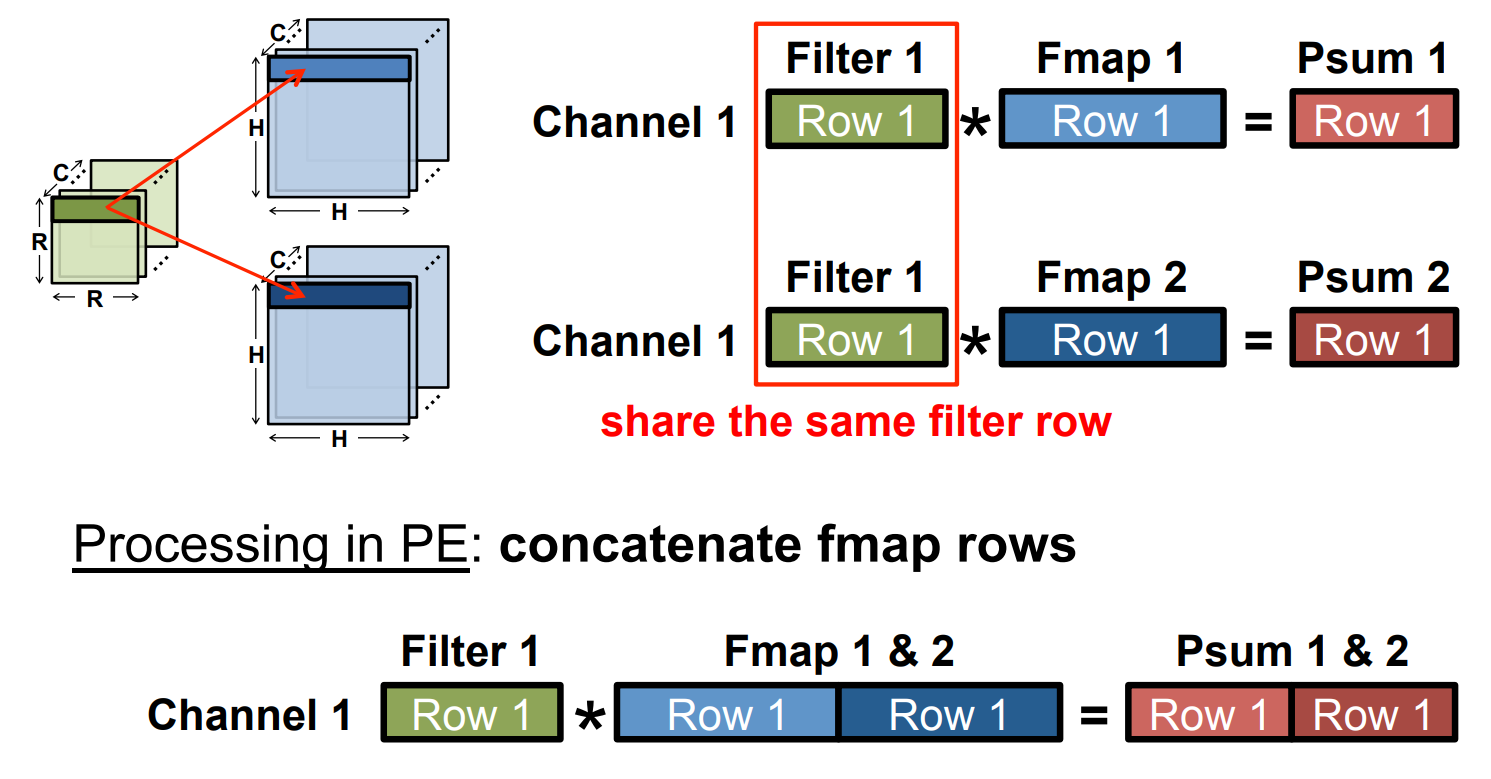 C
H
H
C
R
R
C
H
H
Filter 1 Fmap 1 Psum 1
Channel 1 Row 1 * Row 1 = Row 1
Filter 1 Fmap 2 Psum 2
Channel 1 Row 1 * Row 1 = Row 1
share the same filter row
Processing in PE: concatenate fmap rows
Filter 1 Fmap 1 & 2 Psum 1 & 2
Channel 1 Row 1 * Row 1 Row 1 = Row 1 Row 1